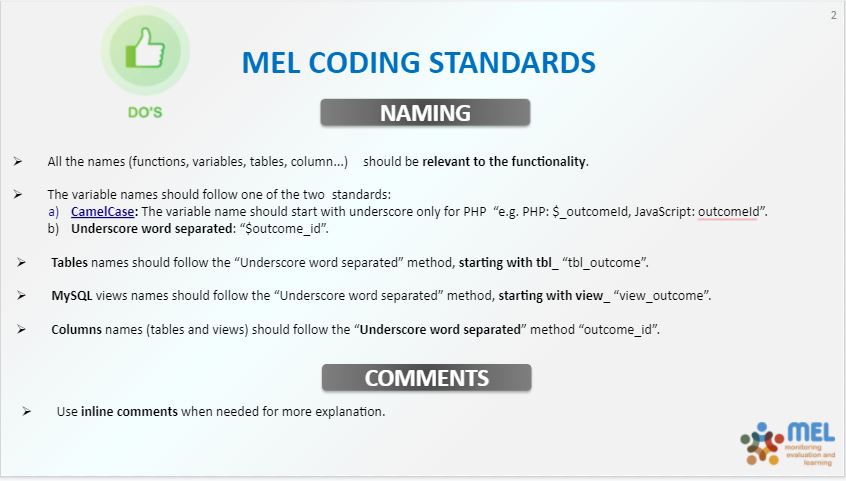 2
MEL CODING STANDARDS
DO'S
NAMING
➢ All the names (functions, variables, tables, column...) should be relevant to the functionality.
➢ The variable names should follow one of the two standards:
a) CamelCase: The variable name should start with underscore only for PHP “e.g. PHP: $_outcomeId, JavaScript: outcomeId”.
b) Underscore word separated: “$outcome_id”.
➢ Tables names should follow the “Underscore word separated” method, starting with tbl_ “tbl_outcome”.
➢ MySQL views names should follow the “Underscore word separated” method, starting with view_ “view_outcome”.
➢ Columns names (tables and views) should follow the “Underscore word separated” method “outcome_id”.
COMMENTS
➢ Use inline comments when needed for more explanation.
MEL
monitoring
evaluation and
learning